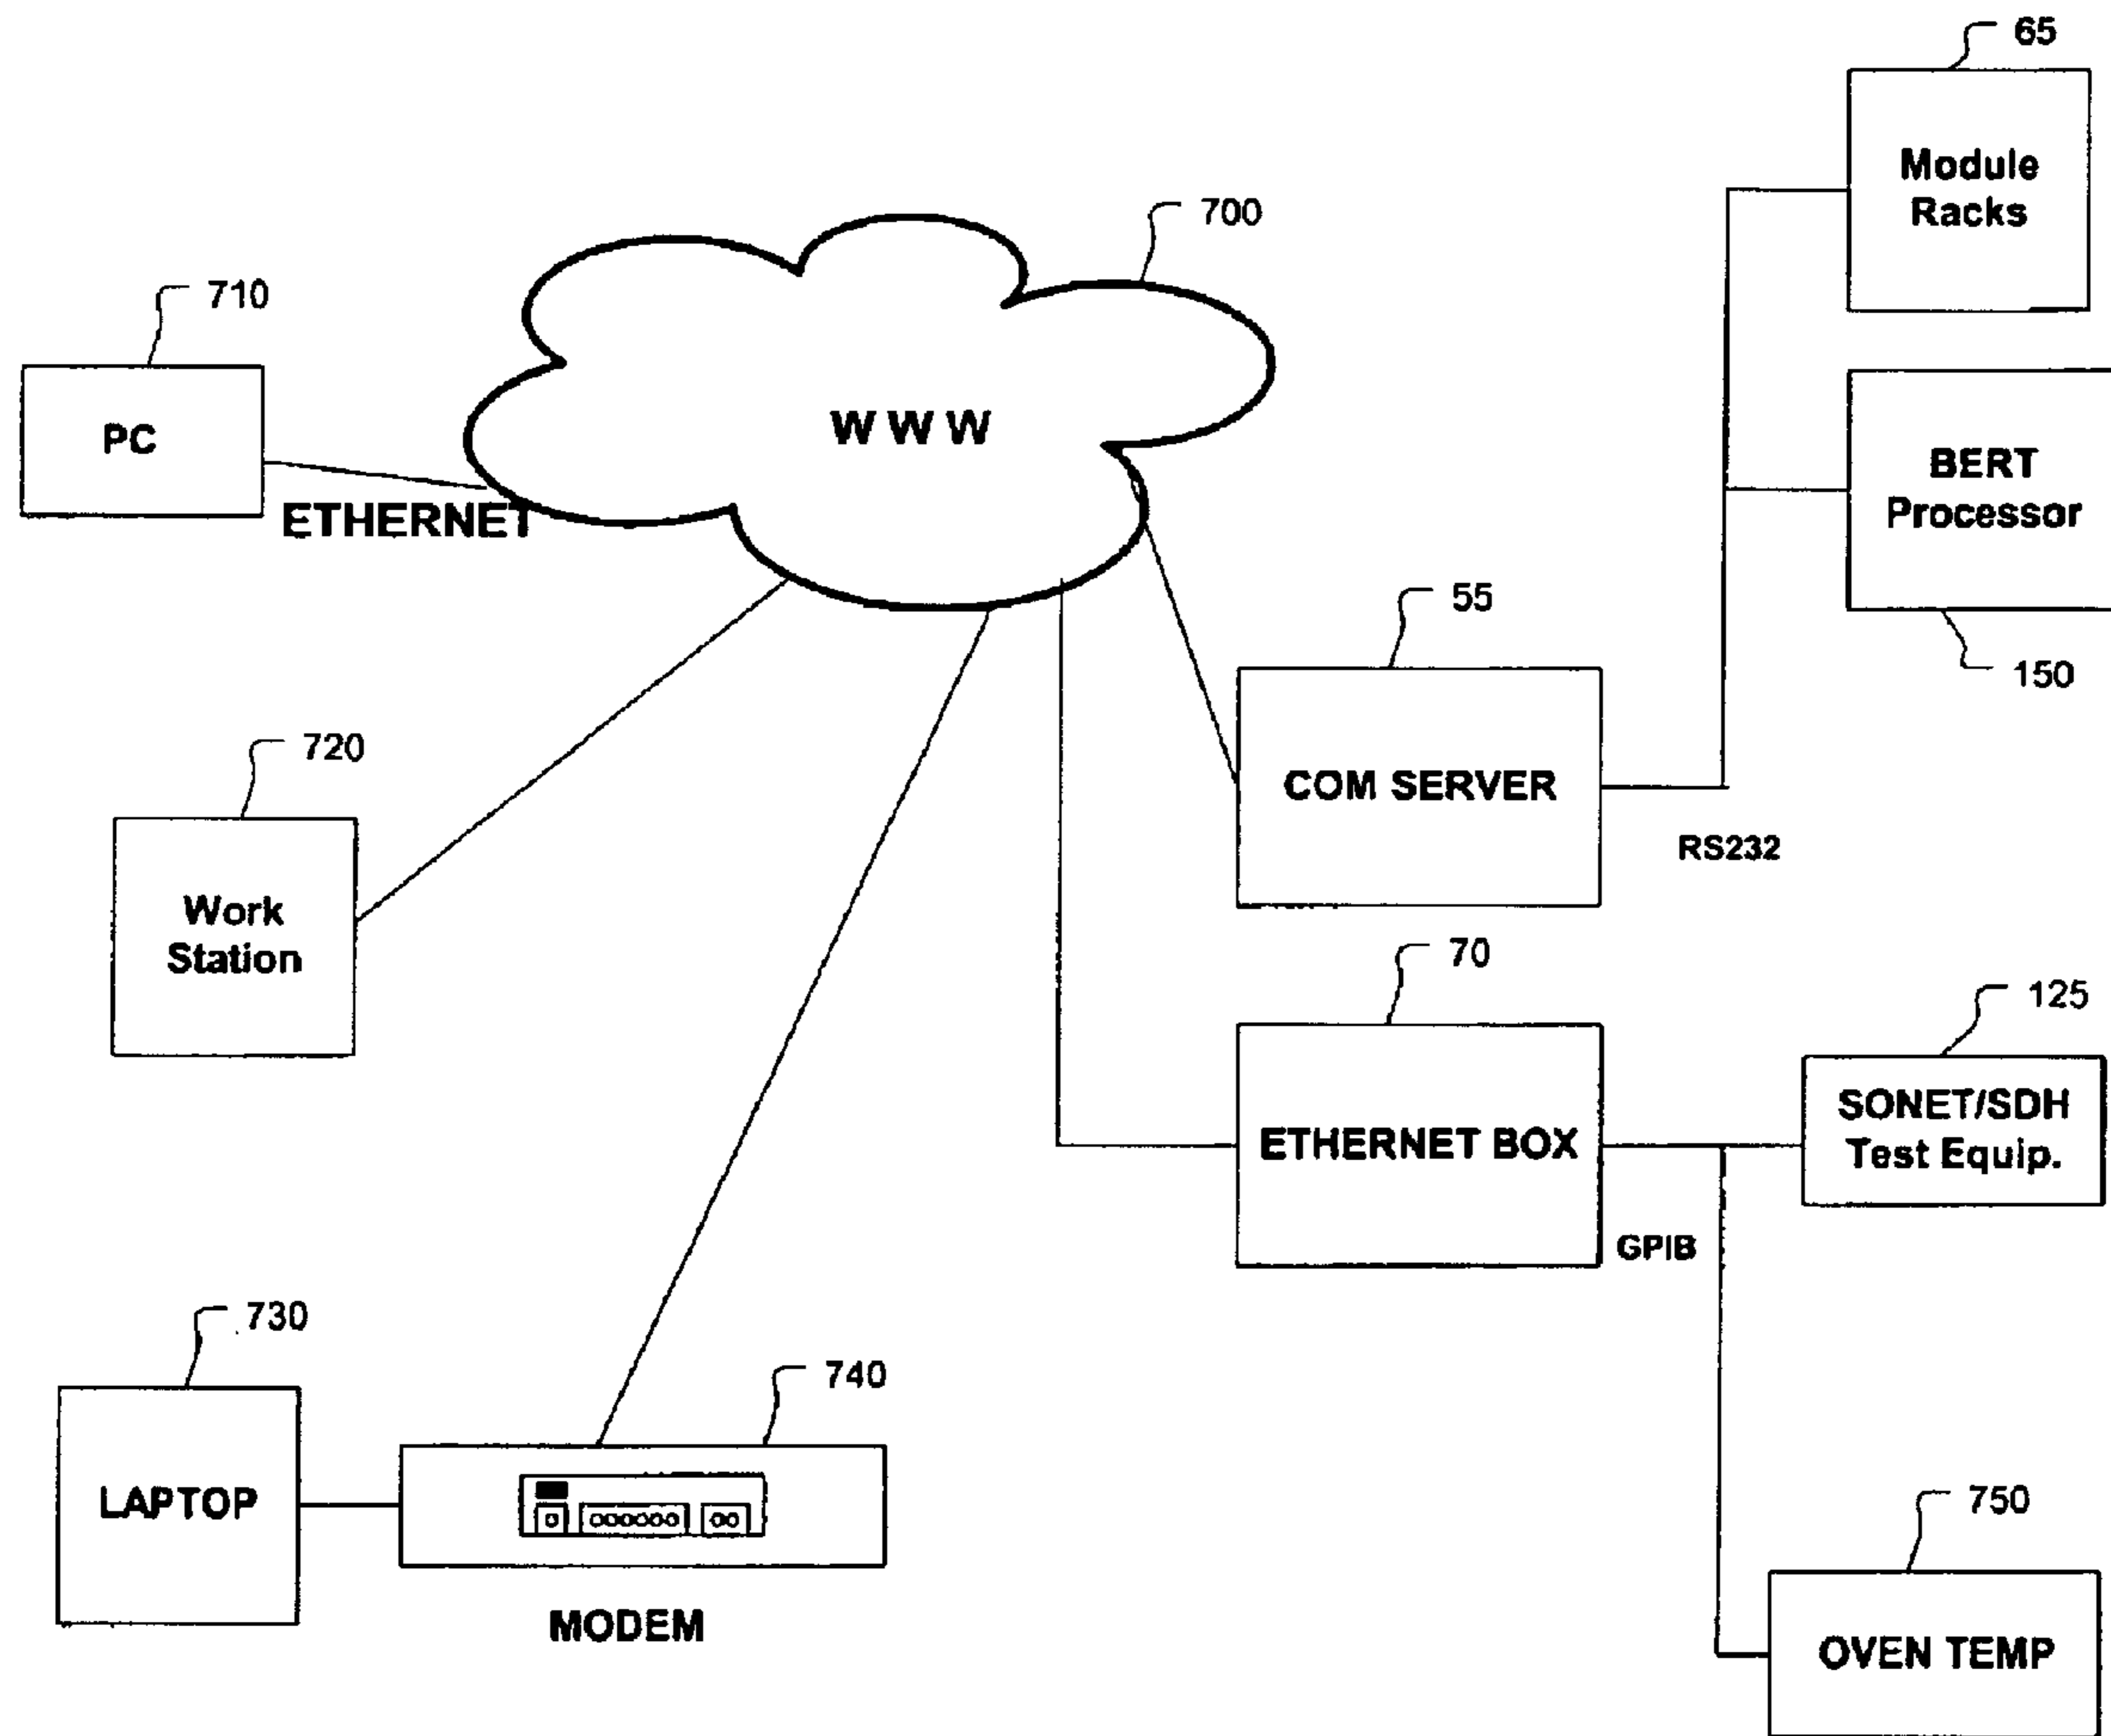 65
Module
Racks
700
710
PC
W W W
ETHERNET
BERT
Processor
150
55
COM SERVER
RS232
720
Work
Station
70
ETHERNET BOX
GPIB
125
SONET/SDH
Test Equip.
730
LAPTOP
740
MODEM
750
OVEN TEMP